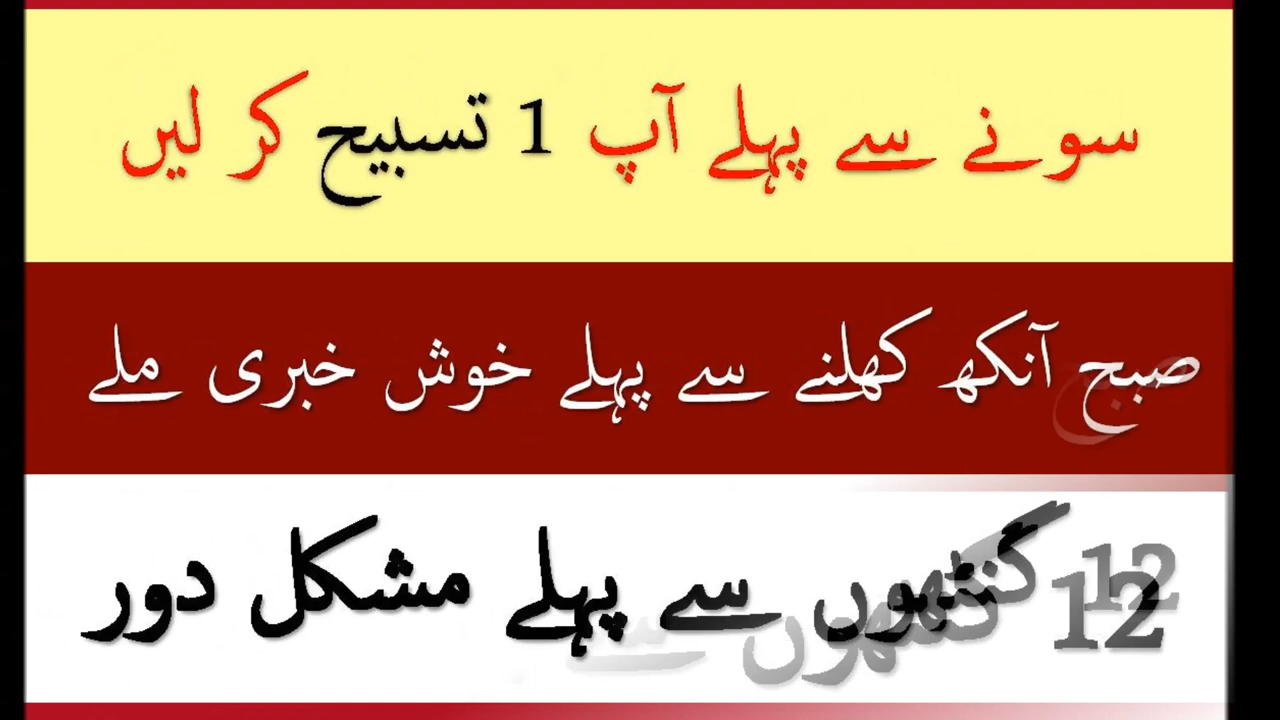 سونے سے پہلے آپ 1 تسبیح کر لیں
صبح آنکھ کھلنے سے پہلے خوش خبری ملے
12 گنٹھوں سے پہلے مشکل دور